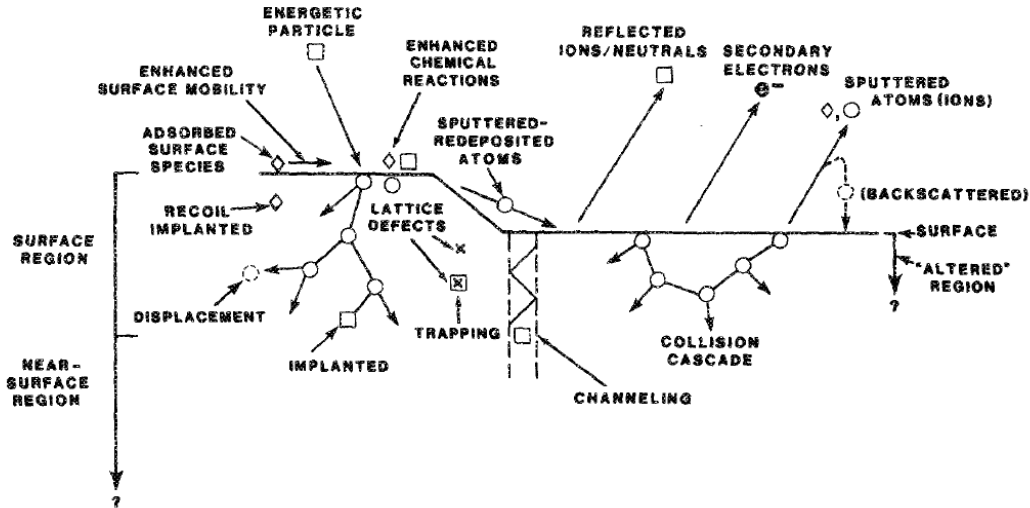 ENERGETIC
PARTICLE
ENHANCED
CHEMICAL
REACTIONS
REFLECTED
IONS/NEUTRALS
SECONDARY
ELECTRONS
e−
SPUTTERED
ATOMS (IONS)
ENHANCED
SURFACE MOBILITY
SPUTTERED-
REDEPOSITED
ATOMS
ADSORBED
SURFACE
SPECIES
(BACKSCATTERED)
RECOIL
IMPLANTED
LATTICE
DEFECTS
SURFACE
SURFACE
REGION
"ALTERED"
REGION
?
DISPLACEMENT
TRAPPING
COLLISION
CASCADE
IMPLANTED
NEAR-
SURFACE
REGION
CHANNELING
?